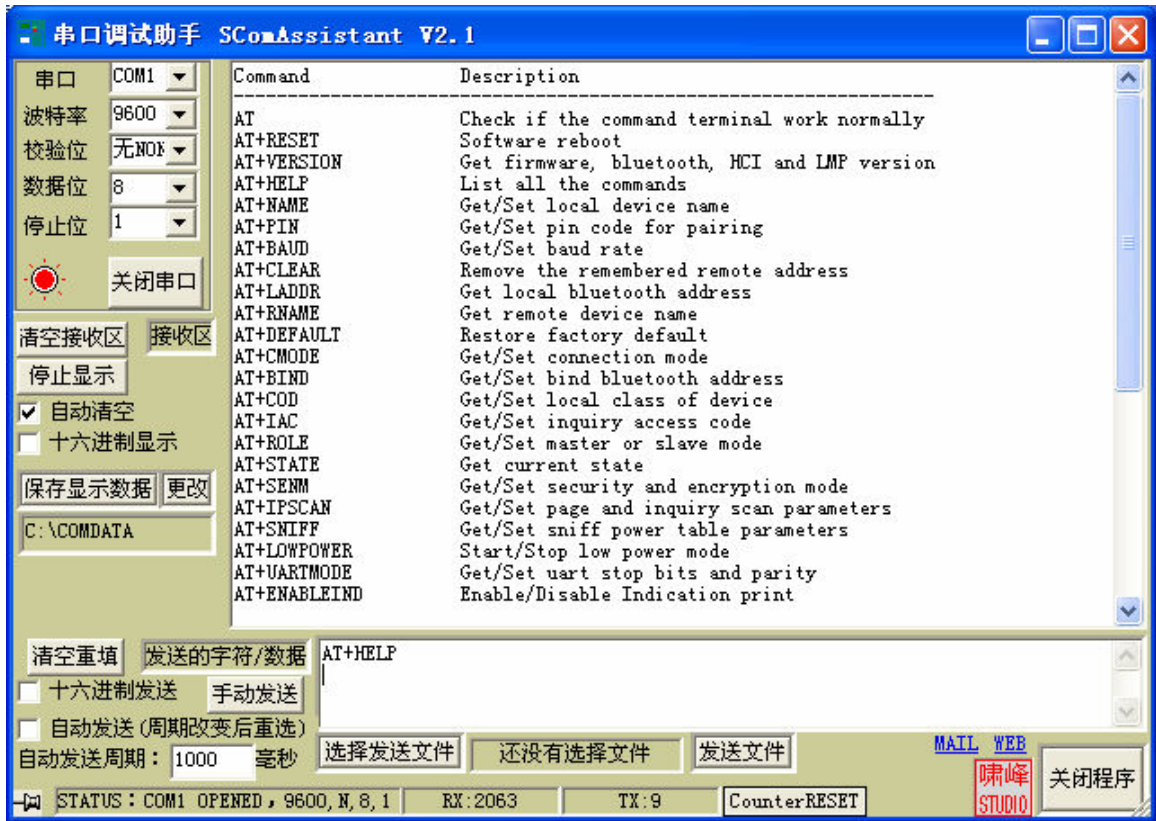 串口调试助手 SComAssistant V2.1
串口 COM1
波特率 9600
校验位 无NON
数据位 8
停止位 1
关闭串口
清空接收区 接收区
停止显示
自动清空
十六进制显示
保存显示数据 更改
C:\COMDATA
Command Description
--------------------------------------------------------------------
AT Check if the command terminal work normally
AT+RESET Software reboot
AT+VERSION Get firmware, bluetooth, HCI and LMP version
AT+HELP List all the commands
AT+NAME Get/Set local device name
AT+PIN Get/Set pin code for pairing
AT+BAUD Get/Set baud rate
AT+CLEAR Remove the remembered remote address
AT+LADDR Get local bluetooth address
AT+RNAME Get remote device name
AT+DEFAULT Restore factory default
AT+CMODE Get/Set connection mode
AT+BIND Get/Set bind bluetooth address
AT+COD Get/Set local class of device
AT+IAC Get/Set inquiry access code
AT+ROLE Get/Set master or slave mode
AT+STATE Get current state
AT+SENM Get/Set security and encryption mode
AT+IPSCAN Get/Set page and inquiry scan parameters
AT+SNIFF Get/Set sniff power table parameters
AT+LOWPOWER Start/Stop low power mode
AT+UARTMODE Get/Set uart stop bits and parity
AT+ENABLEIND Enable/Disable Indication print
清空重填 发送的字符/数据 AT+HELP
十六进制发送 手动发送
自动发送(周期改变后重选)
自动发送周期：1000 毫秒 选择发送文件 还没有选择文件 发送文件
MAIL WEB
啸峰 STUDIO
关闭程序
STATUS：COM1 OPENED，9600,N,8,1 RX:2063 TX:9 CounterRESET